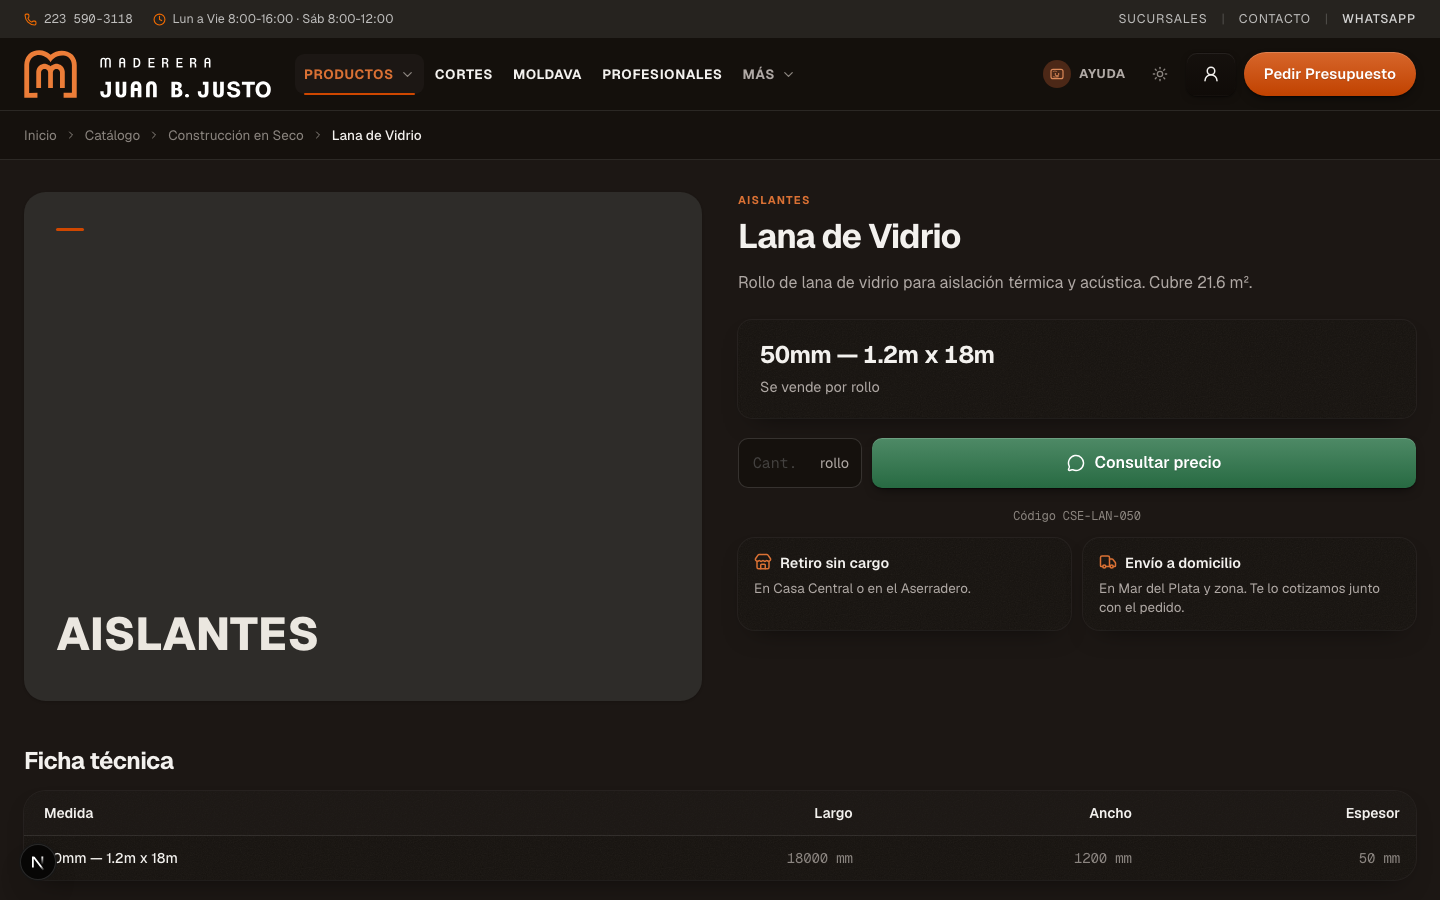 223 590-3118
Lun a Vie 8:00-16:00 · Sáb 8:00-12:00
SUCURSALES
CONTACTO
WHATSAPP
MADERERA
JUAN B. JUSTO
PRODUCTOS
CORTES
MOLDAVA
PROFESIONALES
MÁS
AYUDA
Pedir Presupuesto
Inicio
Catálogo
Construcción en Seco
Lana de Vidrio
AISLANTES
AISLANTES
Lana de Vidrio
Rollo de lana de vidrio para aislación térmica y acústica. Cubre 21.6 m².
50mm — 1.2m x 18m
Se vende por rollo
Cant.
rollo
Consultar precio
Código CSE-LAN-050
Retiro sin cargo
En Casa Central o en el Aserradero.
Envío a domicilio
En Mar del Plata y zona. Te lo cotizamos junto
con el pedido.
Ficha técnica
Medida Largo Ancho Espesor
0mm — 1.2m x 18m 18000 mm 1200 mm 50 mm